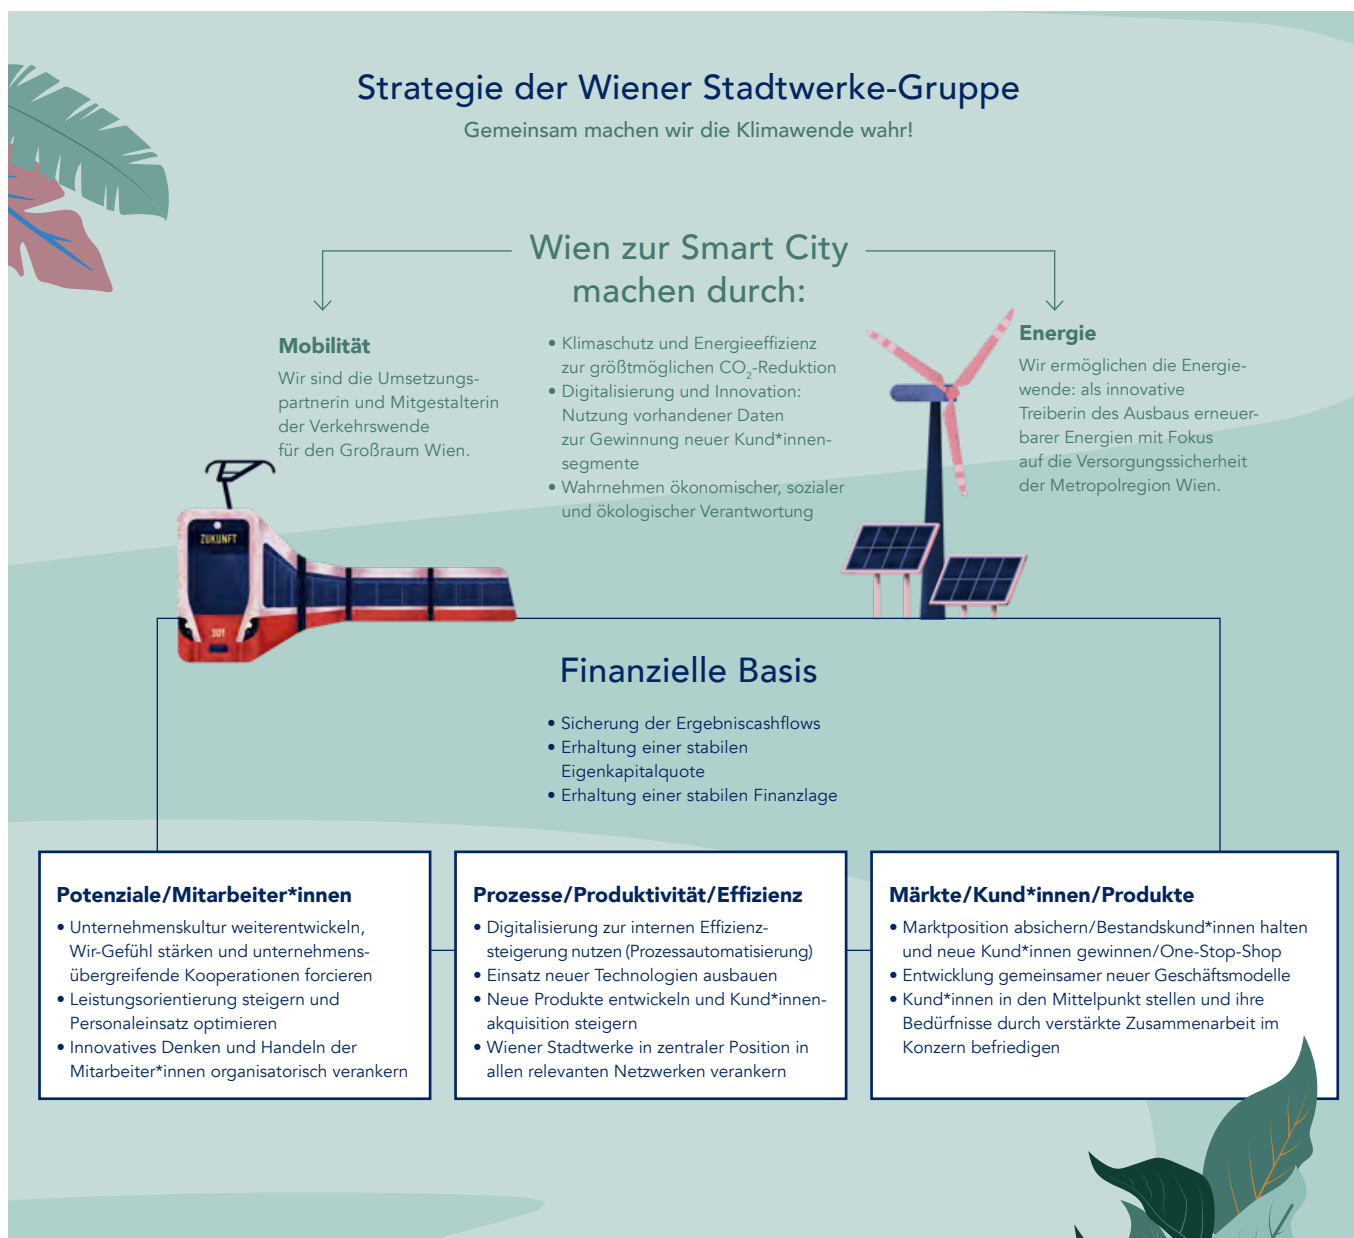 Strategie der Wiener Stadtwerke-Gruppe
Gemeinsam machen wir die Klimawende wahr!
Wien zur Smart City
machen durch:
Mobilität
Wir sind die Umsetzungs-
partnerin und Mitgestalterin
der Verkehrswende
für den Großraum Wien.
• Klimaschutz und Energieeffizienz
zur größtmöglichen CO₂-Reduktion
• Digitalisierung und Innovation:
Nutzung vorhandener Daten
zur Gewinnung neuer Kund*innen-
segmente
• Wahrnehmen ökonomischer, sozialer
und ökologischer Verantwortung
Energie
Wir ermöglichen die Energie-
wende: als innovative
Treiberin des Ausbaus erneuer-
barer Energien mit Fokus
auf die Versorgungssicherheit
der Metropolregion Wien.
ZUKUNFT
301
Finanzielle Basis
• Sicherung der Ergebniscashflows
• Erhaltung einer stabilen
Eigenkapitalquote
• Erhaltung einer stabilen Finanzlage
Potenziale/Mitarbeiter*innen
• Unternehmenskultur weiterentwickeln,
Wir-Gefühl stärken und unternehmens-
übergreifende Kooperationen forcieren
• Leistungsorientierung steigern und
Personaleinsatz optimieren
• Innovatives Denken und Handeln der
Mitarbeiter*innen organisatorisch verankern
Prozesse/Produktivität/Effizienz
• Digitalisierung zur internen Effizienz-
steigerung nutzen (Prozessautomatisierung)
• Einsatz neuer Technologien ausbauen
• Neue Produkte entwickeln und Kund*innen-
akquisition steigern
• Wiener Stadtwerke in zentraler Position in
allen relevanten Netzwerken verankern
Märkte/Kund*innen/Produkte
• Marktposition absichern/Bestandskund*innen halten
und neue Kund*innen gewinnen/One-Stop-Shop
• Entwicklung gemeinsamer neuer Geschäftsmodelle
• Kund*innen in den Mittelpunkt stellen und ihre
Bedürfnisse durch verstärkte Zusammenarbeit im
Konzern befriedigen